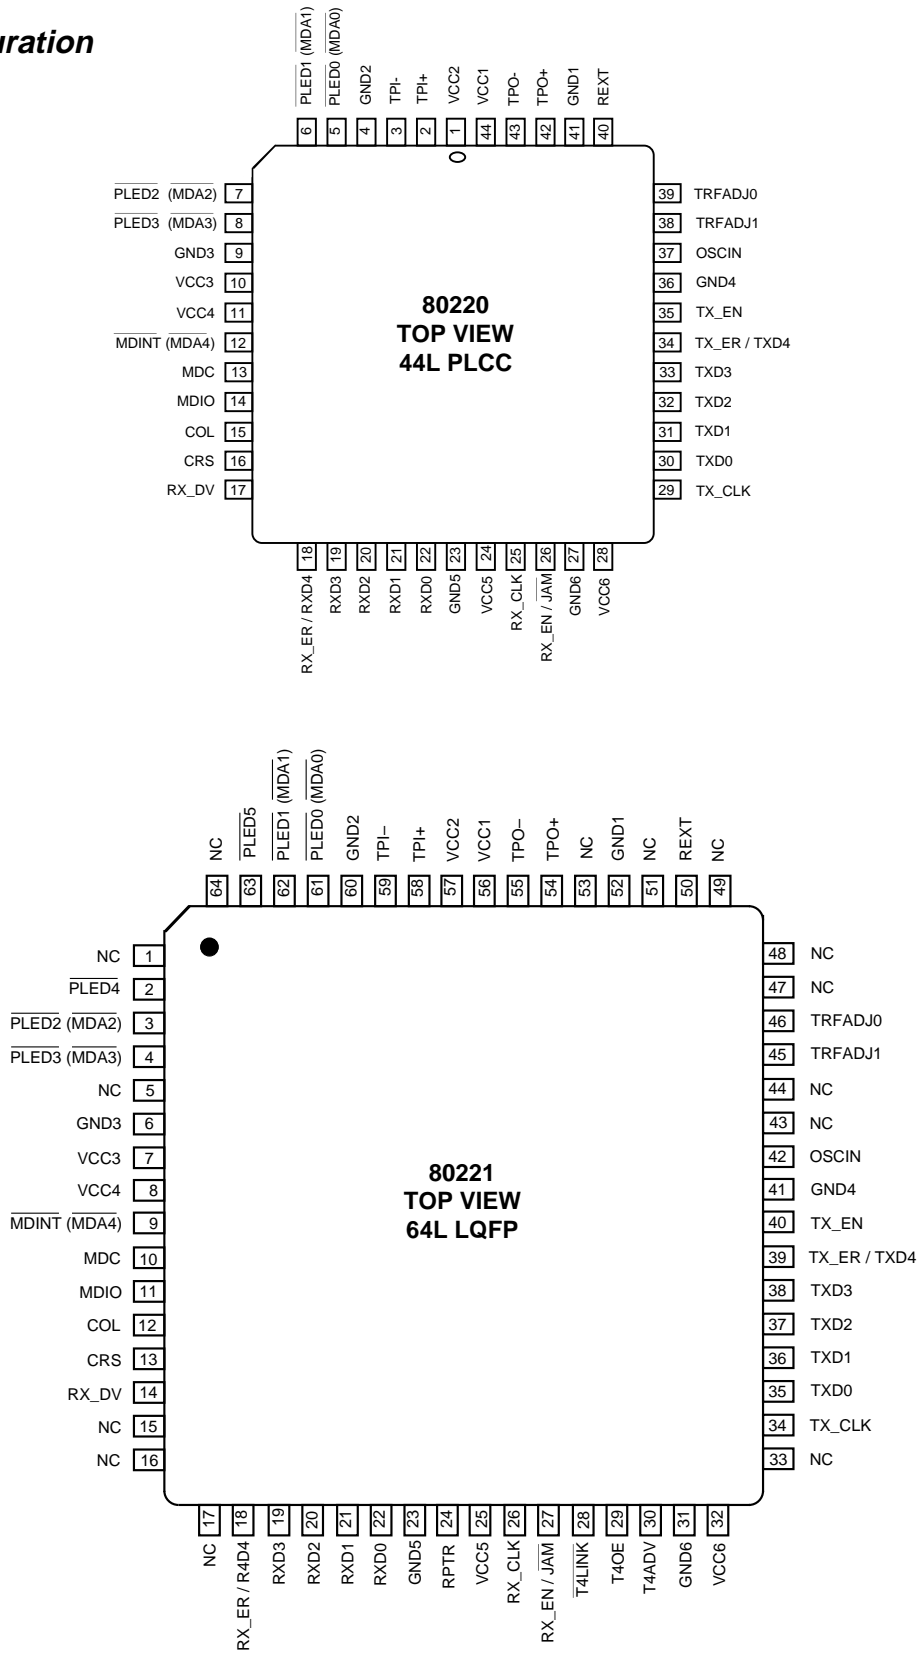 uration
PLED1 (MDA1)
PLED0 (MDA0)
GND2
TPI-
TPI+
VCC2
VCC1
TPO-
TPO+
GND1
REXT
6 5 4 3 2 1 44 43 42 41 40
PLED2 (MDA2) 7
PLED3 (MDA3) 8
GND3 9
VCC3 10
VCC4 11
MDINT (MDA4) 12
MDC 13
MDIO 14
COL 15
CRS 16
RX_DV 17
80220
TOP VIEW
44L PLCC
39 TRFADJ0
38 TRFADJ1
37 OSCIN
36 GND4
35 TX_EN
34 TX_ER / TXD4
33 TXD3
32 TXD2
31 TXD1
30 TXD0
29 TX_CLK
18 19 20 21 22 23 24 25 26 27 28
RX_ER / RXD4
RXD3
RXD2
RXD1
RXD0
GND5
VCC5
RX_CLK
RX_EN / JAM
GND6
VCC6
NC
PLED5
PLED1 (MDA1)
PLED0 (MDA0)
GND2
TPI–
TPI+
VCC2
VCC1
TPO–
TPO+
NC
GND1
NC
REXT
NC
64 63 62 61 60 59 58 57 56 55 54 53 52 51 50 49
NC 1
PLED4 2
PLED2 (MDA2) 3
PLED3 (MDA3) 4
NC 5
GND3 6
VCC3 7
VCC4 8
MDINT (MDA4) 9
MDC 10
MDIO 11
COL 12
CRS 13
RX_DV 14
NC 15
NC 16
80221
TOP VIEW
64L LQFP
48 NC
47 NC
46 TRFADJ0
45 TRFADJ1
44 NC
43 NC
42 OSCIN
41 GND4
40 TX_EN
39 TX_ER / TXD4
38 TXD3
37 TXD2
36 TXD1
35 TXD0
34 TX_CLK
33 NC
17 18 19 20 21 22 23 24 25 26 27 28 29 30 31 32
NC
RX_ER / R4D4
RXD3
RXD2
RXD1
RXD0
GND5
RPTR
VCC5
RX_CLK
RX_EN / JAM
T4LINK
T4OE
T4ADV
GND6
VCC6